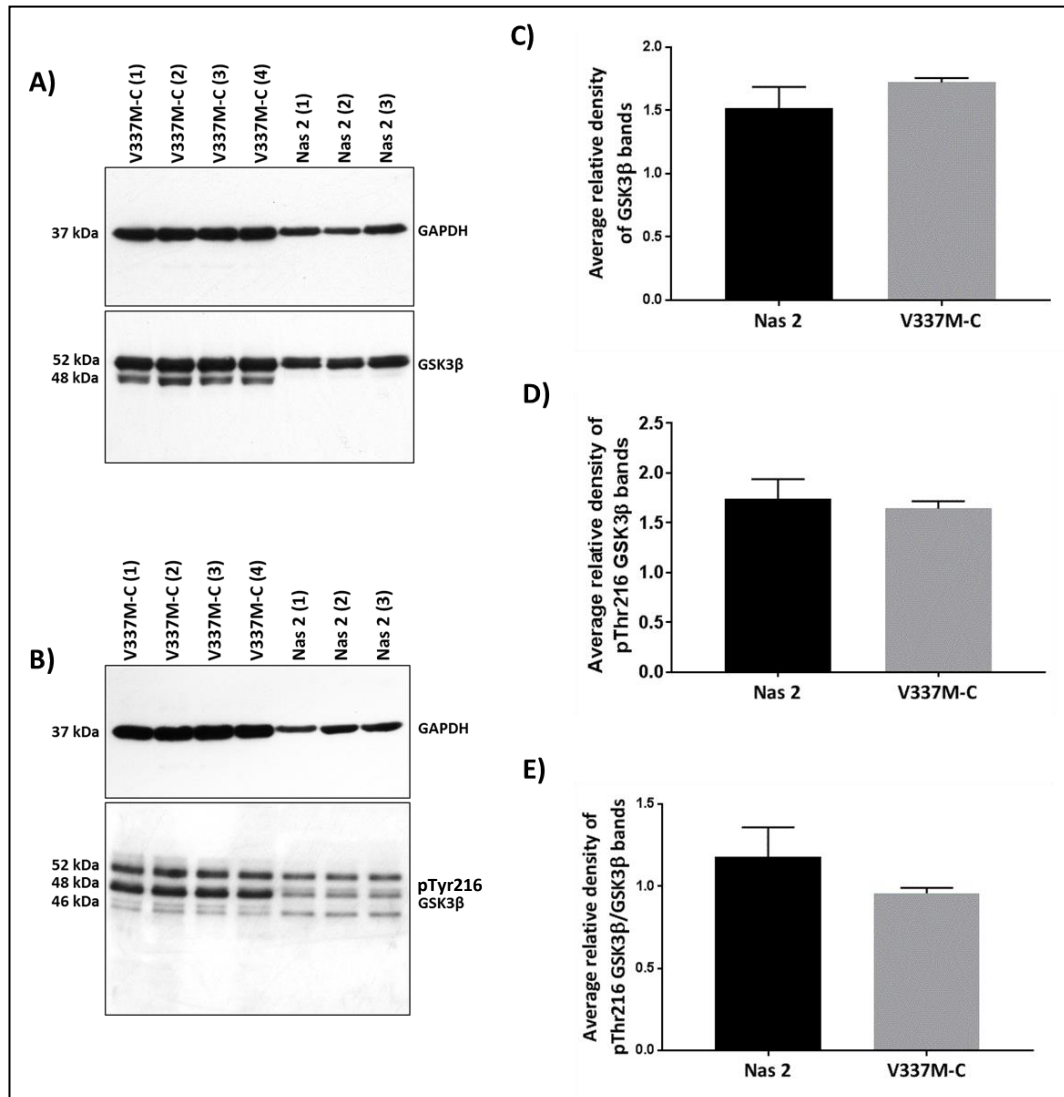 A)
V337M-C (1)
V337M-C (2)
V337M-C (3)
V337M-C (4)
Nas 2 (1)
Nas 2 (2)
Nas 2 (3)
37 kDa
GAPDH
52 kDa
48 kDa
GSK3β
B)
V337M-C (1)
V337M-C (2)
V337M-C (3)
V337M-C (4)
Nas 2 (1)
Nas 2 (2)
Nas 2 (3)
37 kDa
GAPDH
52 kDa
48 kDa
46 kDa
pTyr216
GSK3β
C)
Average relative density
of GSK3β bands
2.0
1.5
1.0
0.5
0.0
Nas 2
V337M-C
D)
Average relative density of
pThr216 GSK3β bands
2.5
2.0
1.5
1.0
0.5
0.0
Nas 2
V337M-C
E)
Average relative density of
pThr216 GSK3β/GSK3β bands
1.5
1.0
0.5
0.0
Nas 2
V337M-C